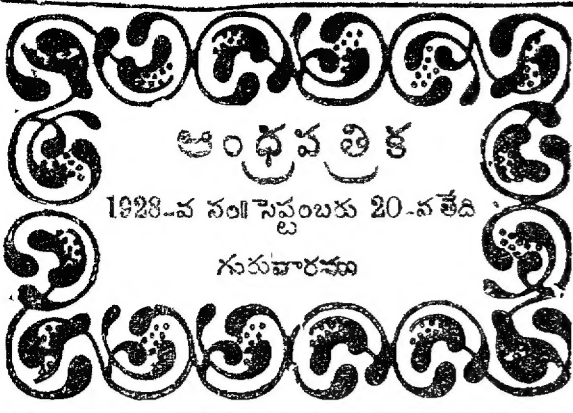 ఆంధ్రపత్రిక
1928-వ సం॥ సెప్టంబరు 20-వ తేది
గురువారము